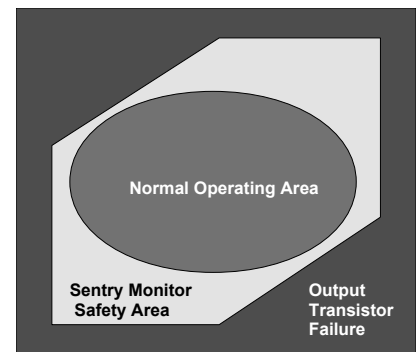 Normal Operating Area
Sentry Monitor
Safety Area
Output
Transistor
Failure